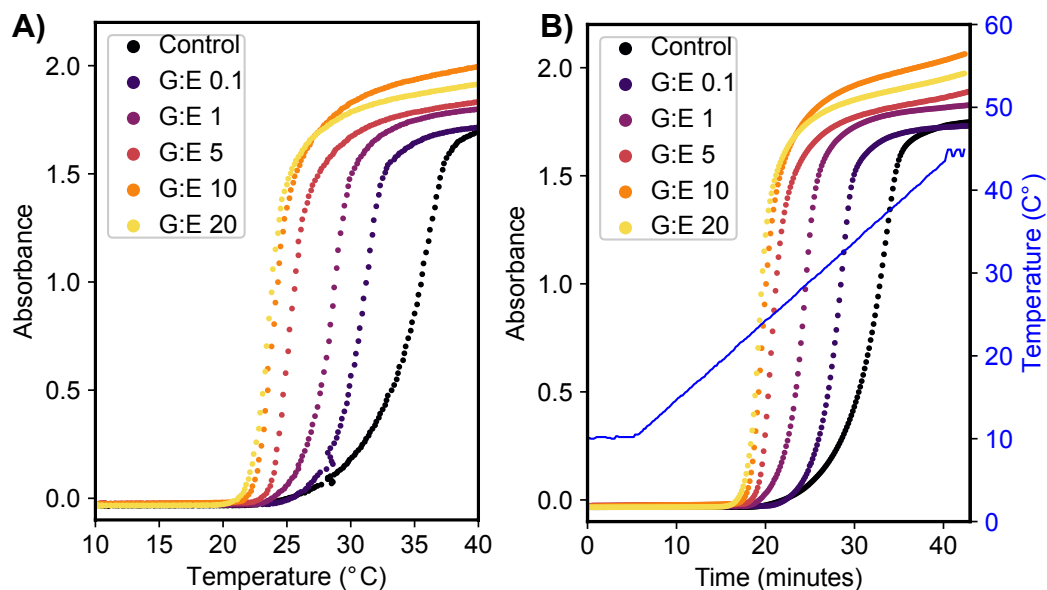 A)
Control
G:E 0.1
G:E 1
G:E 5
G:E 10
G:E 20
2.0
1.5
1.0
0.5
0.0
Absorbance
10 15 20 25 30 35 40
Temperature (° C)
B)
Control
G:E 0.1
G:E 1
G:E 5
G:E 10
G:E 20
2.0
1.5
1.0
0.5
0.0
Absorbance
60
50
40
30
20
10
0
Temperature (C°)
0 10 20 30 40
Time (minutes)